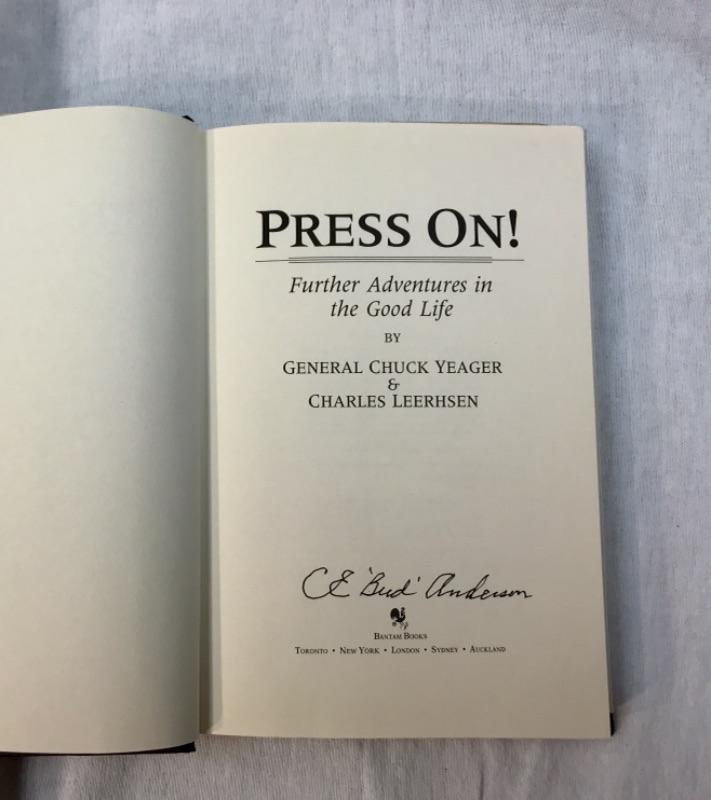 PRESS ON!
Further Adventures in
the Good Life
BY
GENERAL CHUCK YEAGER
&
CHARLES LEERHSEN
CE 'Bud' Anderson
BANTAM BOOKS
TORONTO • NEW YORK • LONDON • SYDNEY • AUCKLAND